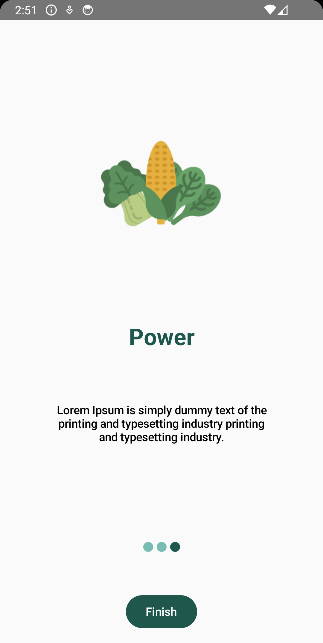 2:51
Power
Lorem Ipsum is simply dummy text of the
printing and typesetting industry printing
and typesetting industry.
Finish